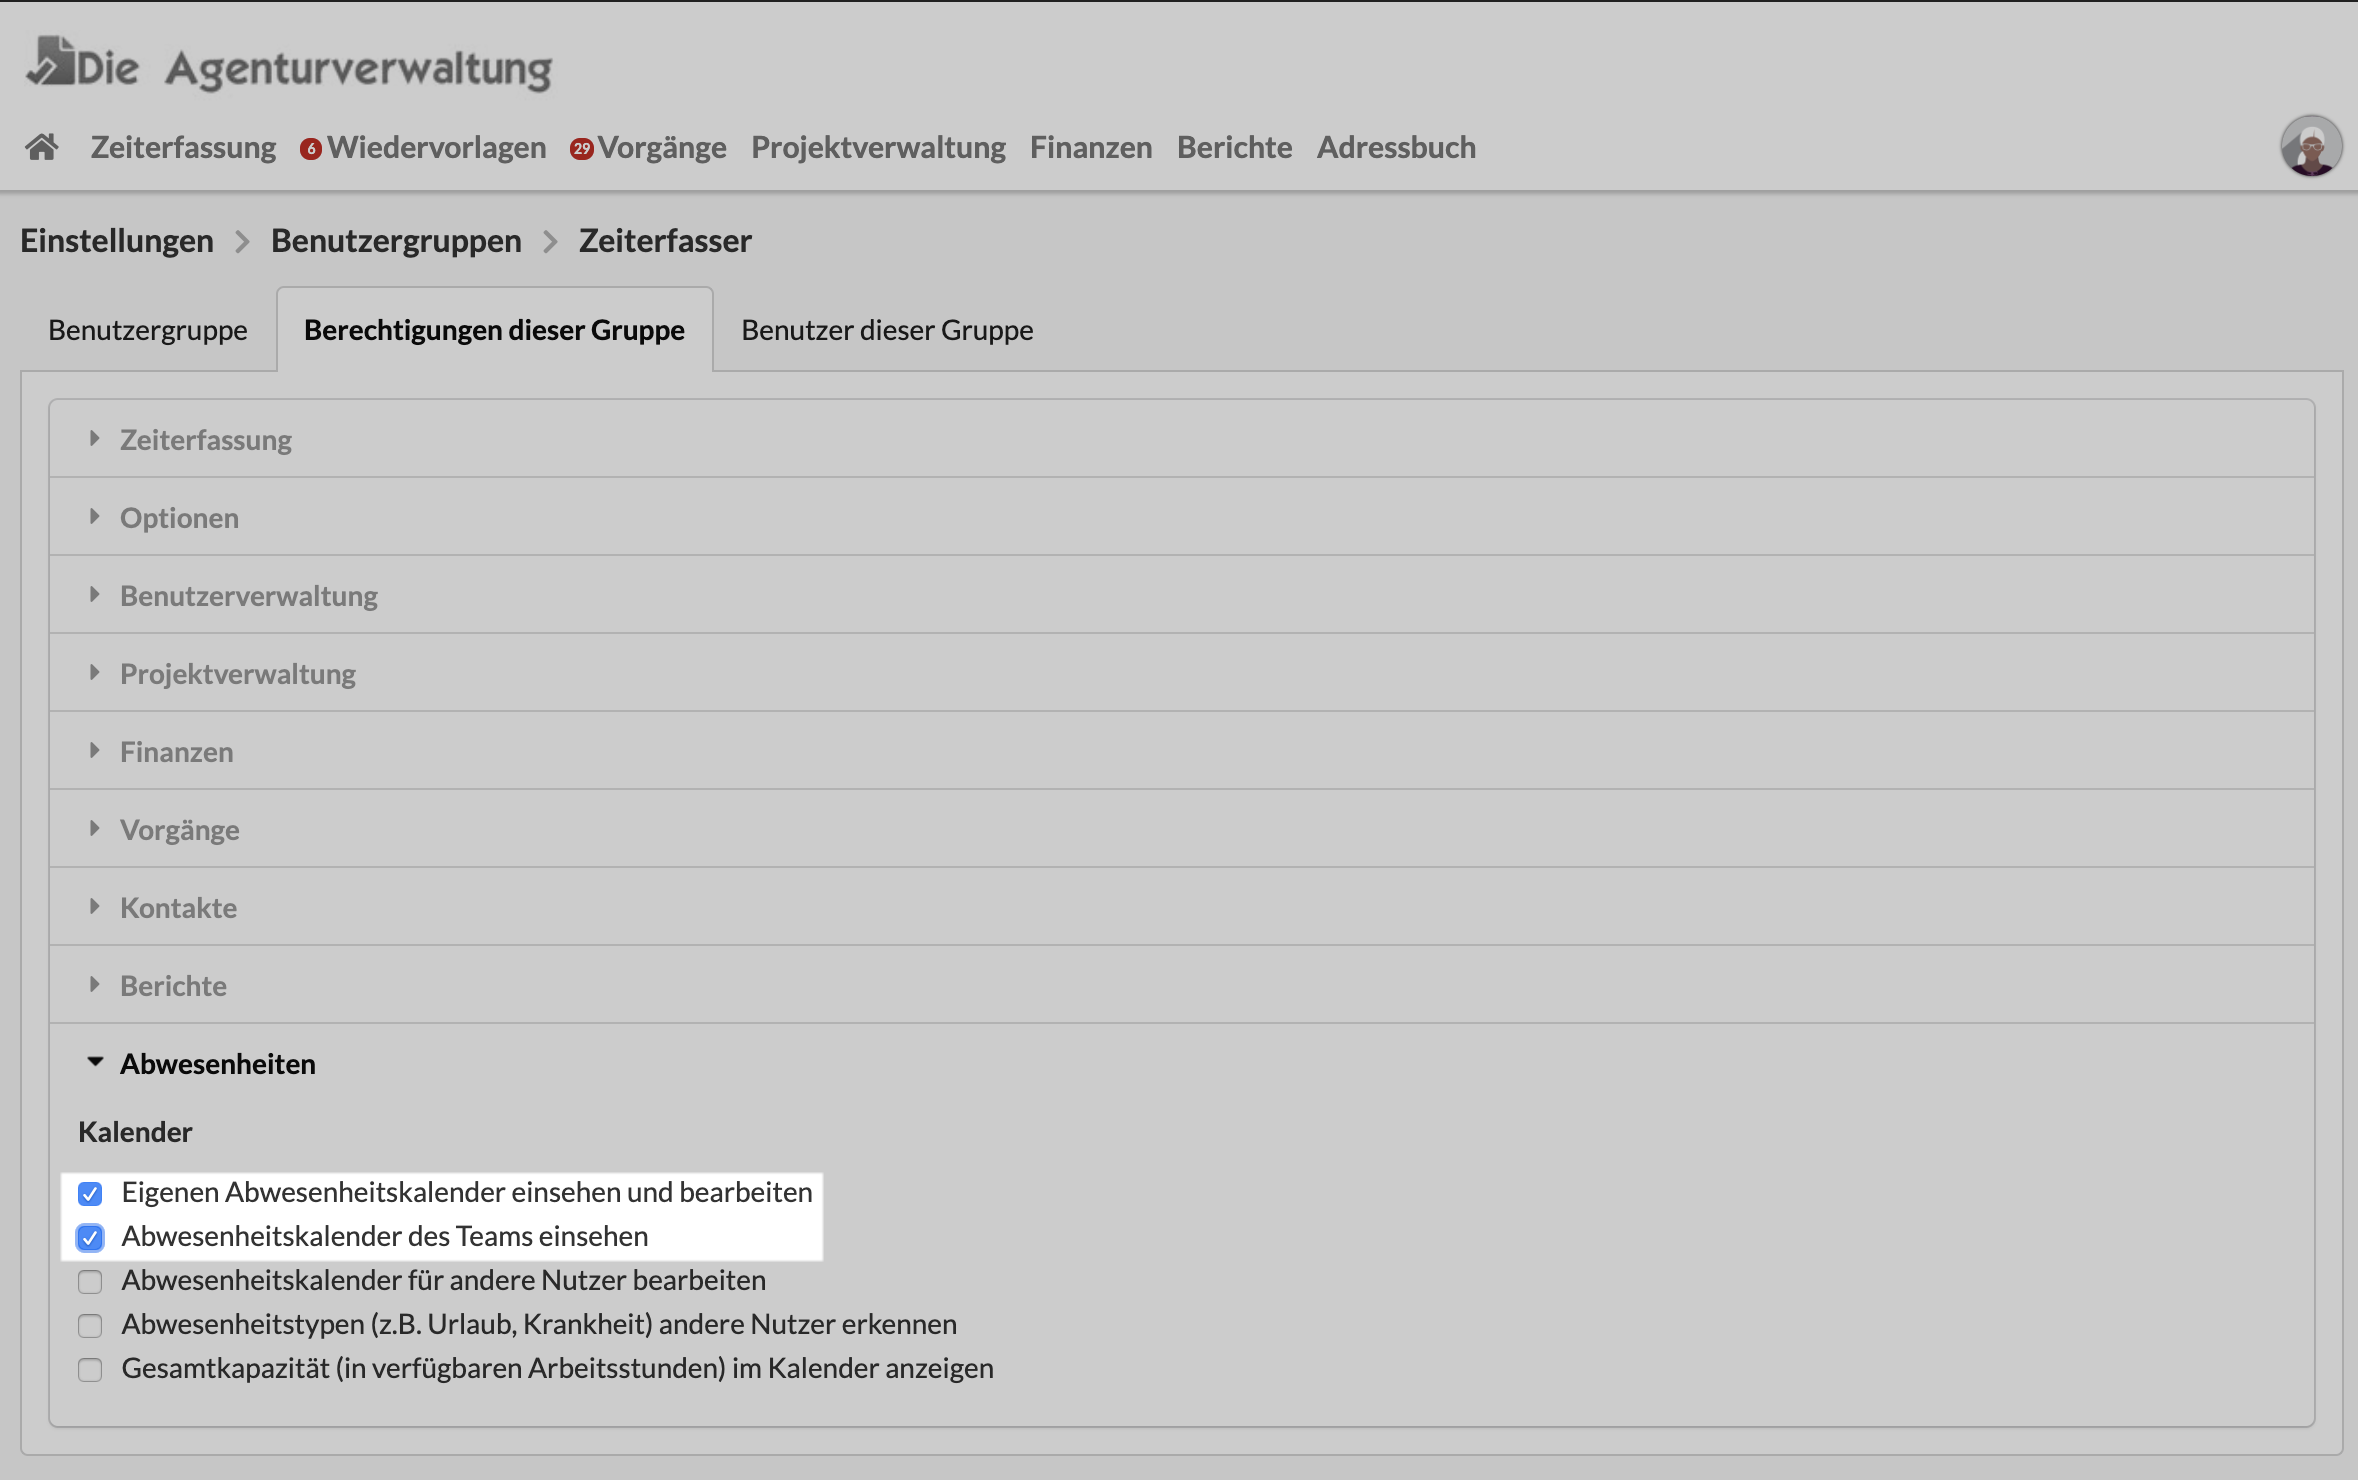 Die Agenturverwaltung
Zeiterfassung 6 Wiedervorlagen 29 Vorgänge Projektverwaltung Finanzen Berichte Adressbuch
Einstellungen > Benutzergruppen > Zeiterfasser
Benutzergruppe Berechtigungen dieser Gruppe Benutzer dieser Gruppe
Zeiterfassung
Optionen
Benutzerverwaltung
Projektverwaltung
Finanzen
Vorgänge
Kontakte
Berichte
Abwesenheiten
Kalender
Eigenen Abwesenheitskalender einsehen und bearbeiten
Abwesenheitskalender des Teams einsehen
Abwesenheitskalender für andere Nutzer bearbeiten
Abwesenheitstypen (z.B. Urlaub, Krankheit) andere Nutzer erkennen
Gesamtkapazität (in verfügbaren Arbeitsstunden) im Kalender anzeigen